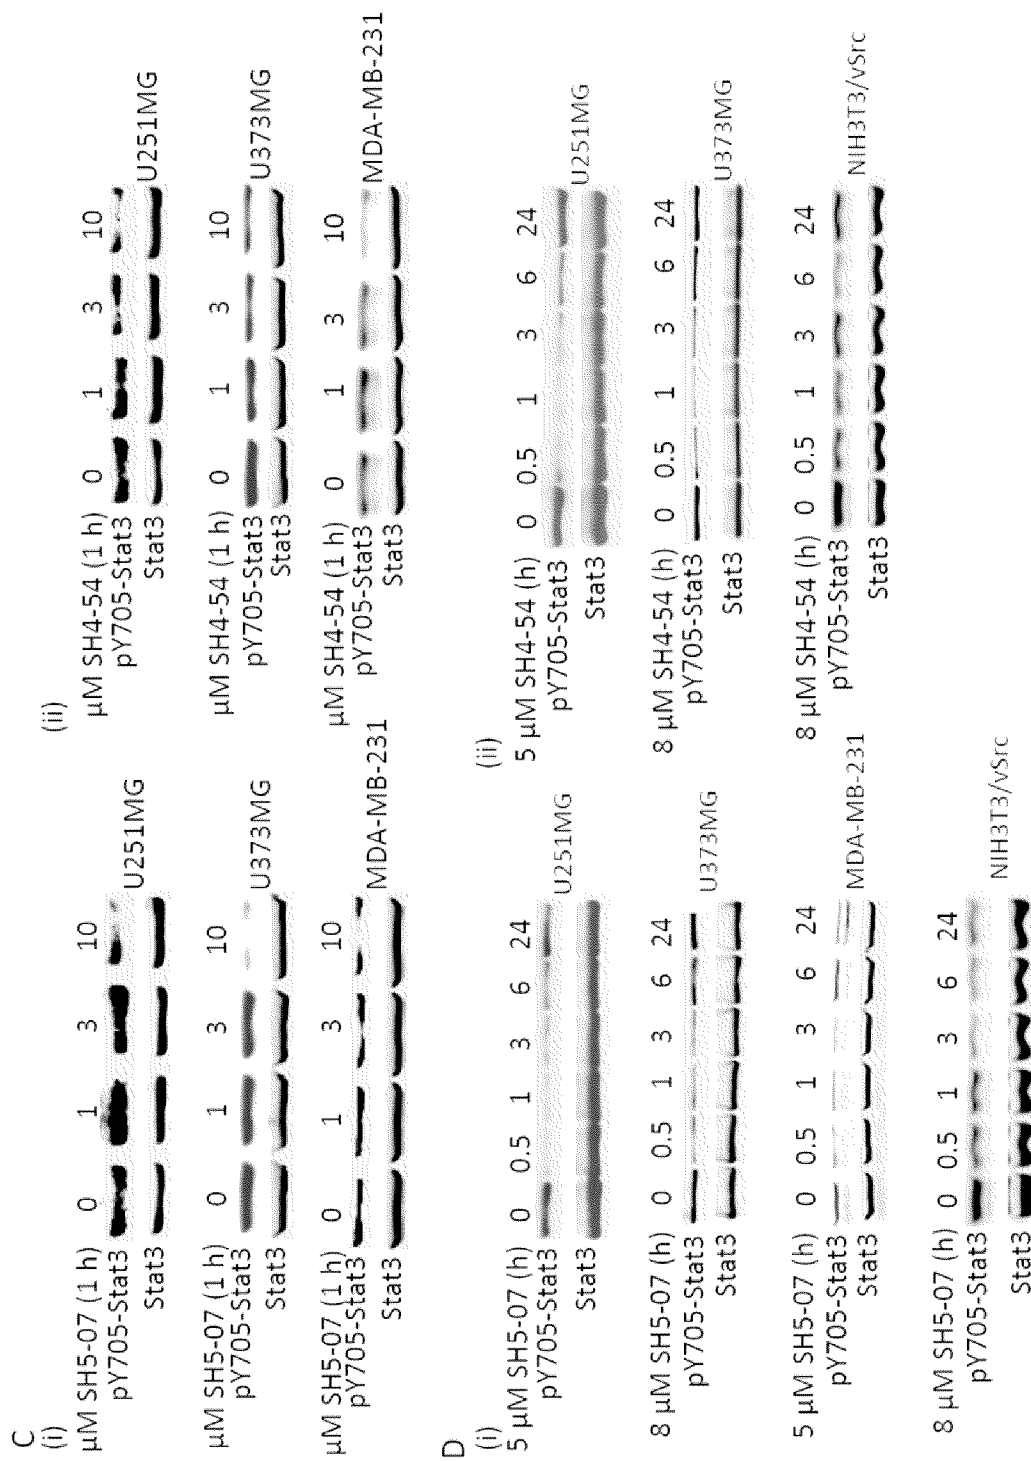 C
(i)
µM SH5-07 (1 h) 0 1 3 10
pY705-Stat3
U251MG
Stat3
µM SH5-07 (1 h) 0 1 3 10
pY705-Stat3
U373MG
Stat3
µM SH5-07 (1 h) 0 1 3 10
pY705-Stat3
MDA-MB-231
Stat3
(ii)
µM SH4-54 (1 h) 0 1 3 10
pY705-Stat3
U251MG
Stat3
µM SH4-54 (1 h) 0 1 3 10
pY705-Stat3
U373MG
Stat3
µM SH4-54 (1 h) 0 1 3 10
pY705-Stat3
MDA-MB-231
Stat3
D
(i)
5 µM SH5-07 (h) 0 0.5 1 3 6 24
pY705-Stat3
U251MG
Stat3
8 µM SH5-07 (h) 0 0.5 1 3 6 24
pY705-Stat3
U373MG
Stat3
5 µM SH5-07 (h) 0 0.5 1 3 6 24
pY705-Stat3
MDA-MB-231
Stat3
8 µM SH5-07 (h) 0 0.5 1 3 6 24
pY705-Stat3
NIH3T3/vSrc
Stat3
(ii)
5 µM SH4-54 (h) 0 0.5 1 3 6 24
pY705-Stat3
U251MG
Stat3
8 µM SH4-54 (h) 0 0.5 1 3 6 24
pY705-Stat3
U373MG
Stat3
8 µM SH4-54 (h) 0 0.5 1 3 6 24
pY705-Stat3
NIH3T3/vSrc
Stat3